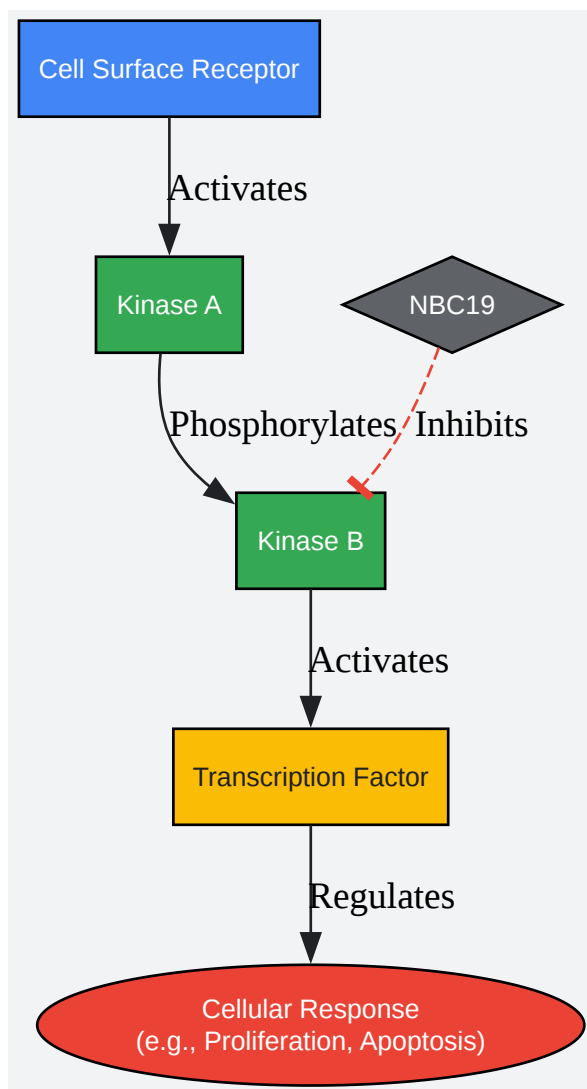 Cell Surface Receptor
Activates
Kinase A
NBC19
Phosphorylates
Inhibits
Kinase B
Activates
Transcription Factor
Regulates
Cellular Response
(e.g., Proliferation, Apoptosis)